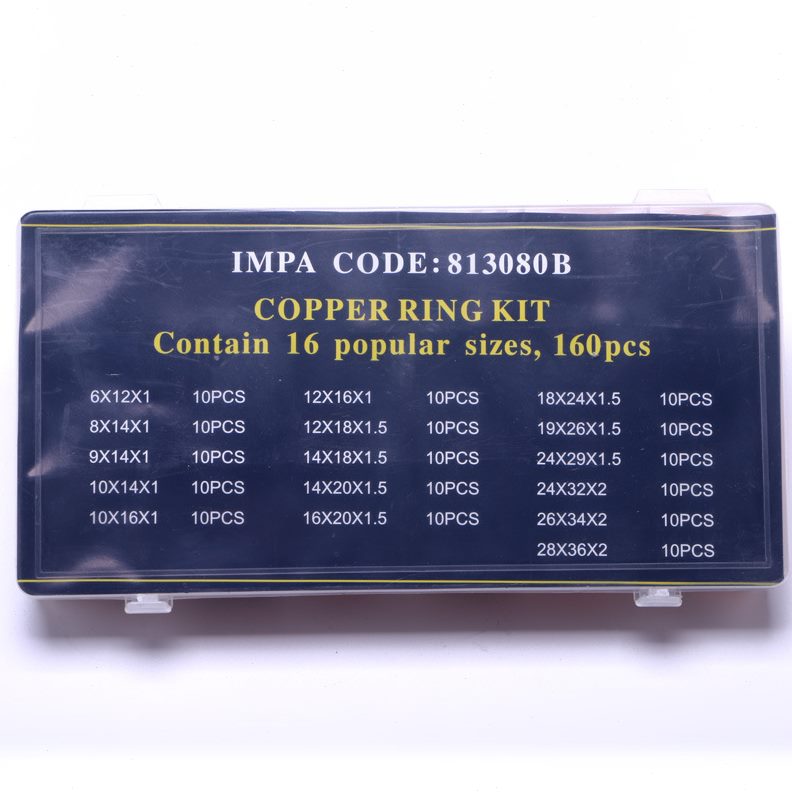 IMPA CODE:813080B
COPPER RING KIT
Contain 16 popular sizes, 160pcs
6X12X1 10PCS 12X16X1 10PCS 18X24X1.5 10PCS
8X14X1 10PCS 12X18X1.5 10PCS 19X26X1.5 10PCS
9X14X1 10PCS 14X18X1.5 10PCS 24X29X1.5 10PCS
10X14X1 10PCS 14X20X1.5 10PCS 24X32X2 10PCS
10X16X1 10PCS 16X20X1.5 10PCS 26X34X2 10PCS
28X36X2 10PCS